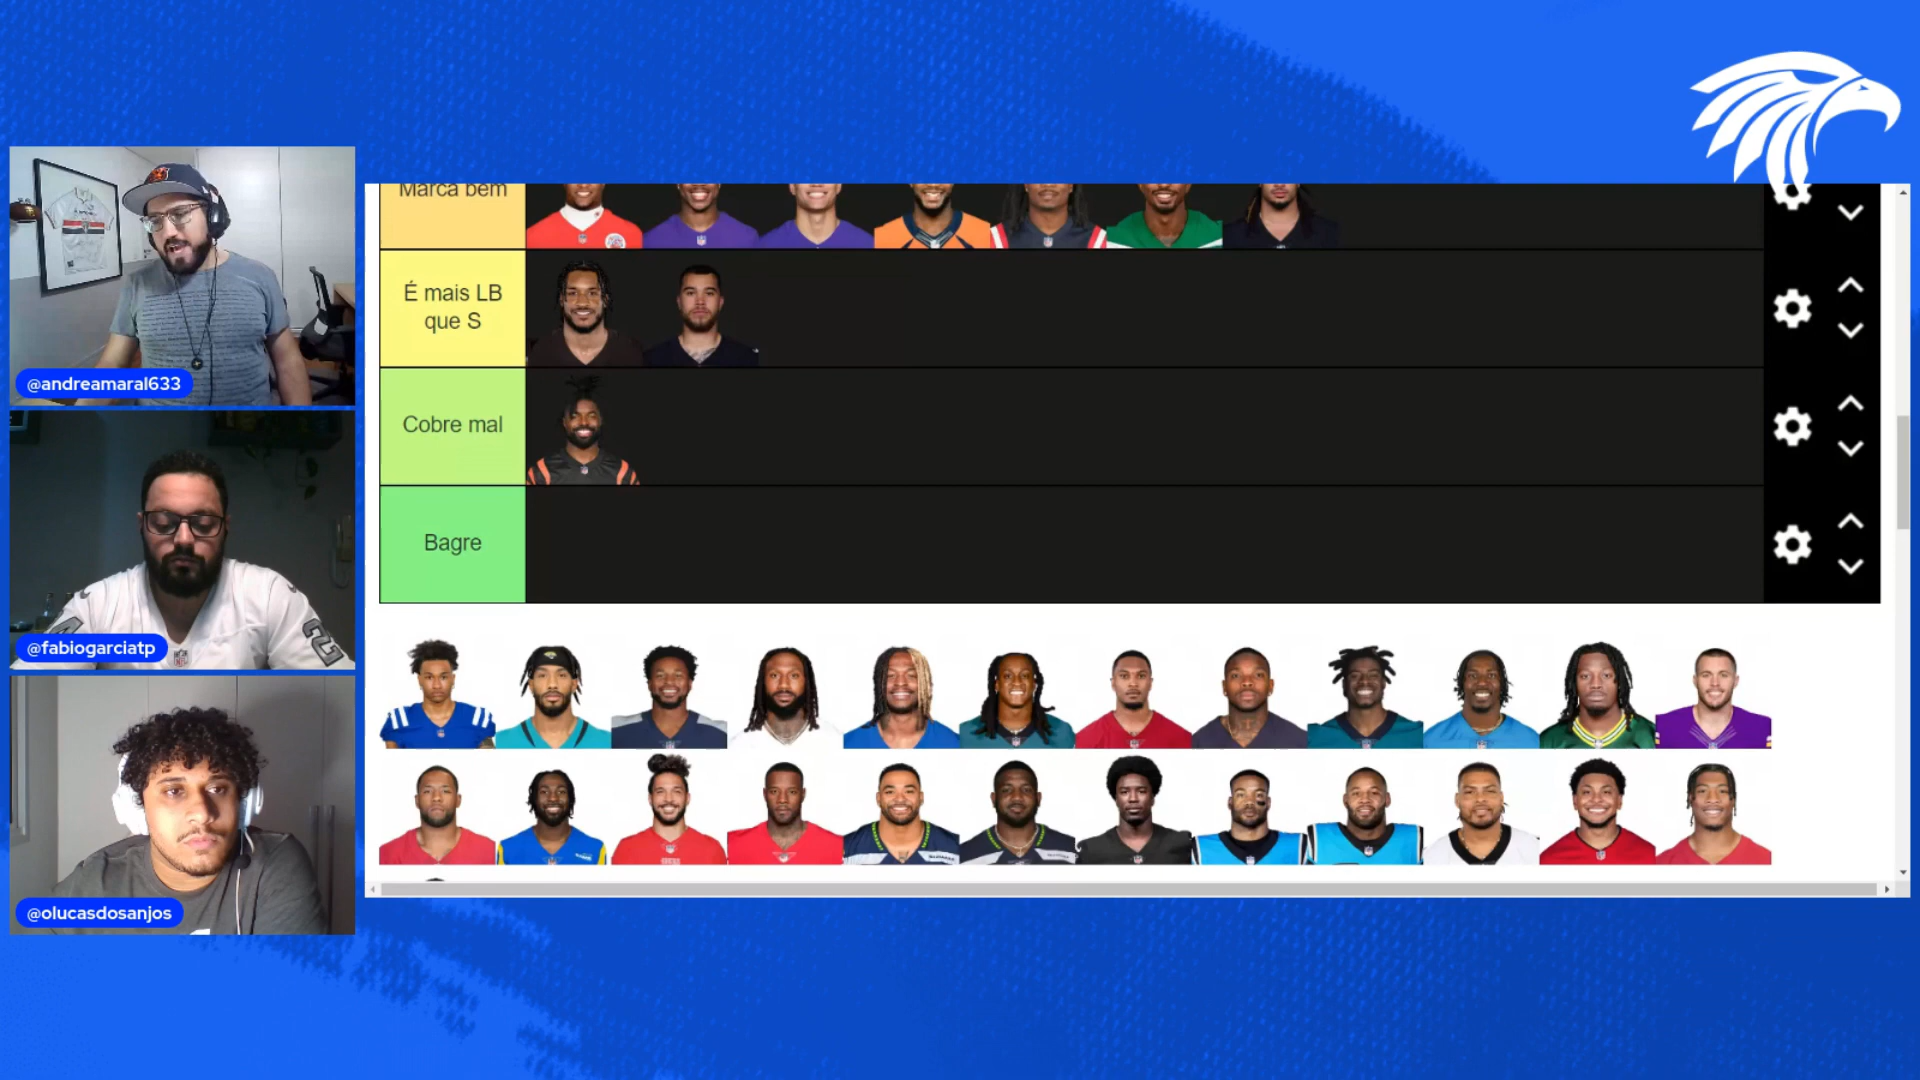 Marca bem
É mais LB
que S
Cobre mal
Bagre
@andreamaral633
@fabiogarciatp
@olucasdosanjos